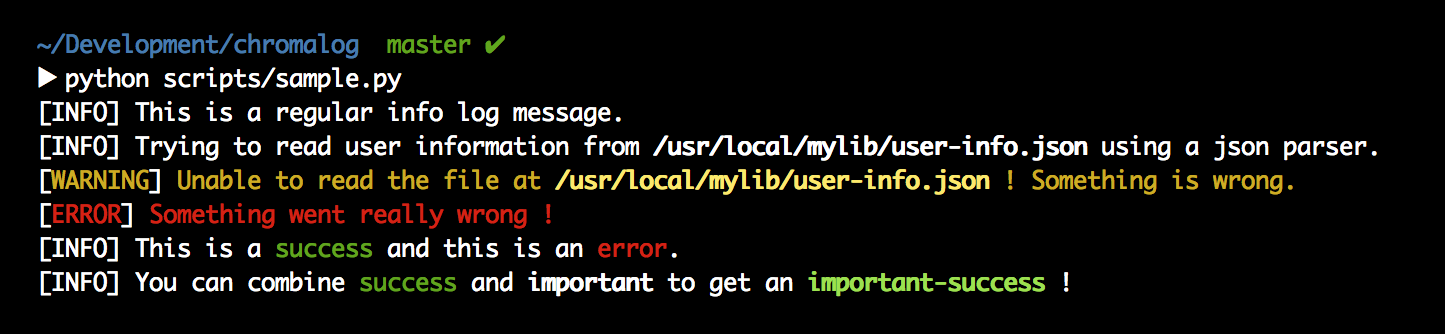 ~/Development/chromalog master ✔
▶ python scripts/sample.py
[INFO] This is a regular info log message.
[INFO] Trying to read user information from /usr/local/mylib/user-info.json using a json parser.
[WARNING] Unable to read the file at /usr/local/mylib/user-info.json ! Something is wrong.
[ERROR] Something went really wrong !
[INFO] This is a success and this is an error.
[INFO] You can combine success and important to get an important-success !